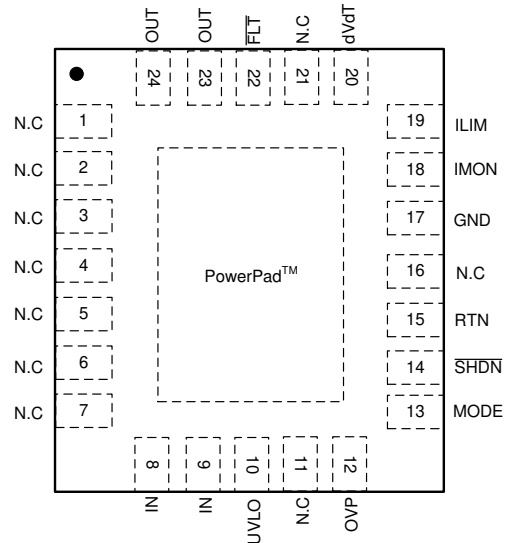 OUT OUT FLT N.C dVdT
24 23 22 21 20
N.C 1 19 ILIM
N.C 2 18 IMON
N.C 3 17 GND
N.C 4 16 N.C
PowerPad™
N.C 5 15 RTN
N.C 6 14 SHDN
N.C 7 13 MODE
8 9 10 11 12
IN IN UVLO N.C OVP